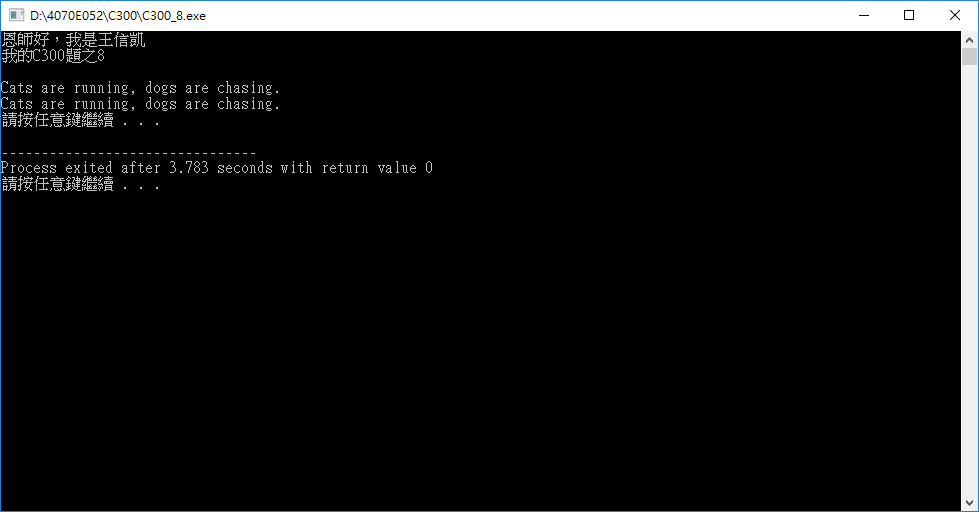 D:\4070E052\C300\C300_8.exe
恩師好，我是王信凱
我的C300題之8
Cats are running, dogs are chasing.
Cats are running, dogs are chasing.
請按任意鍵繼續 . . .
--------------------------------
Process exited after 3.783 seconds with return value 0
請按任意鍵繼續 . . .